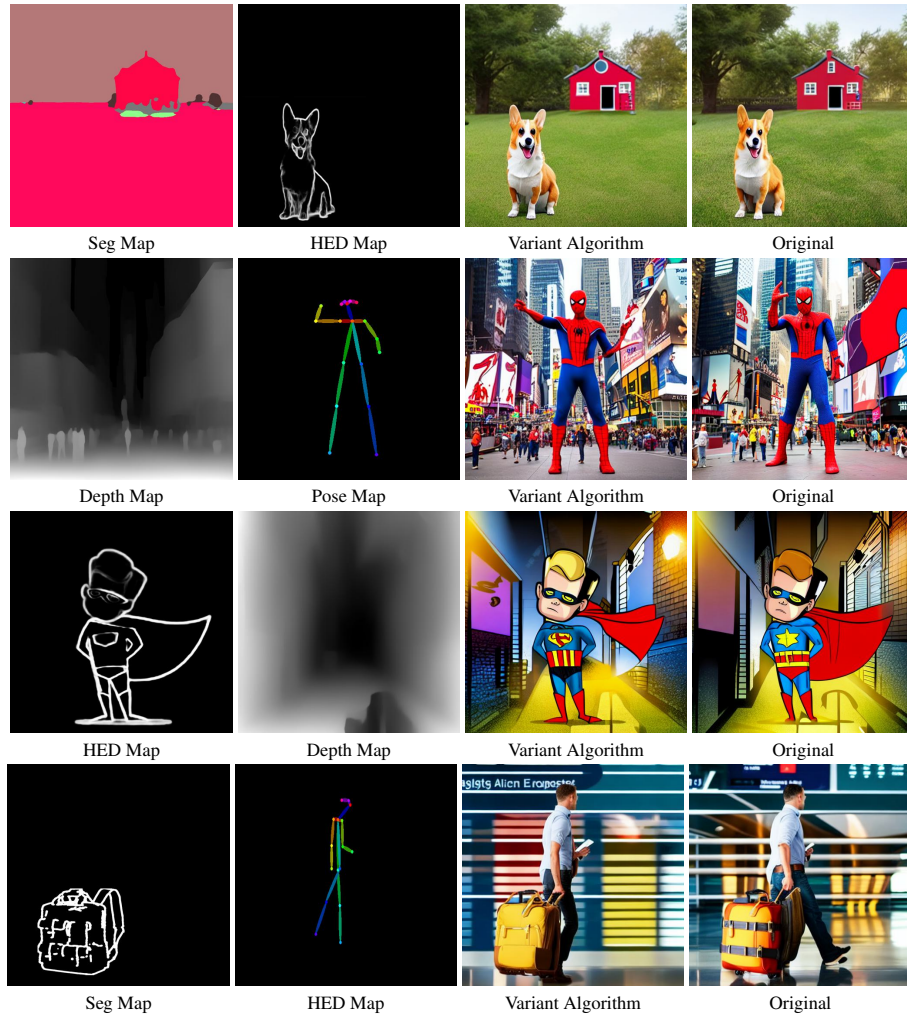 Seg Map
HED Map
Variant Algorithm
Original
Depth Map
Pose Map
Variant Algorithm
Original
HED Map
Depth Map
Variant Algorithm
Original
Seg Map
HED Map
Variant Algorithm
Original